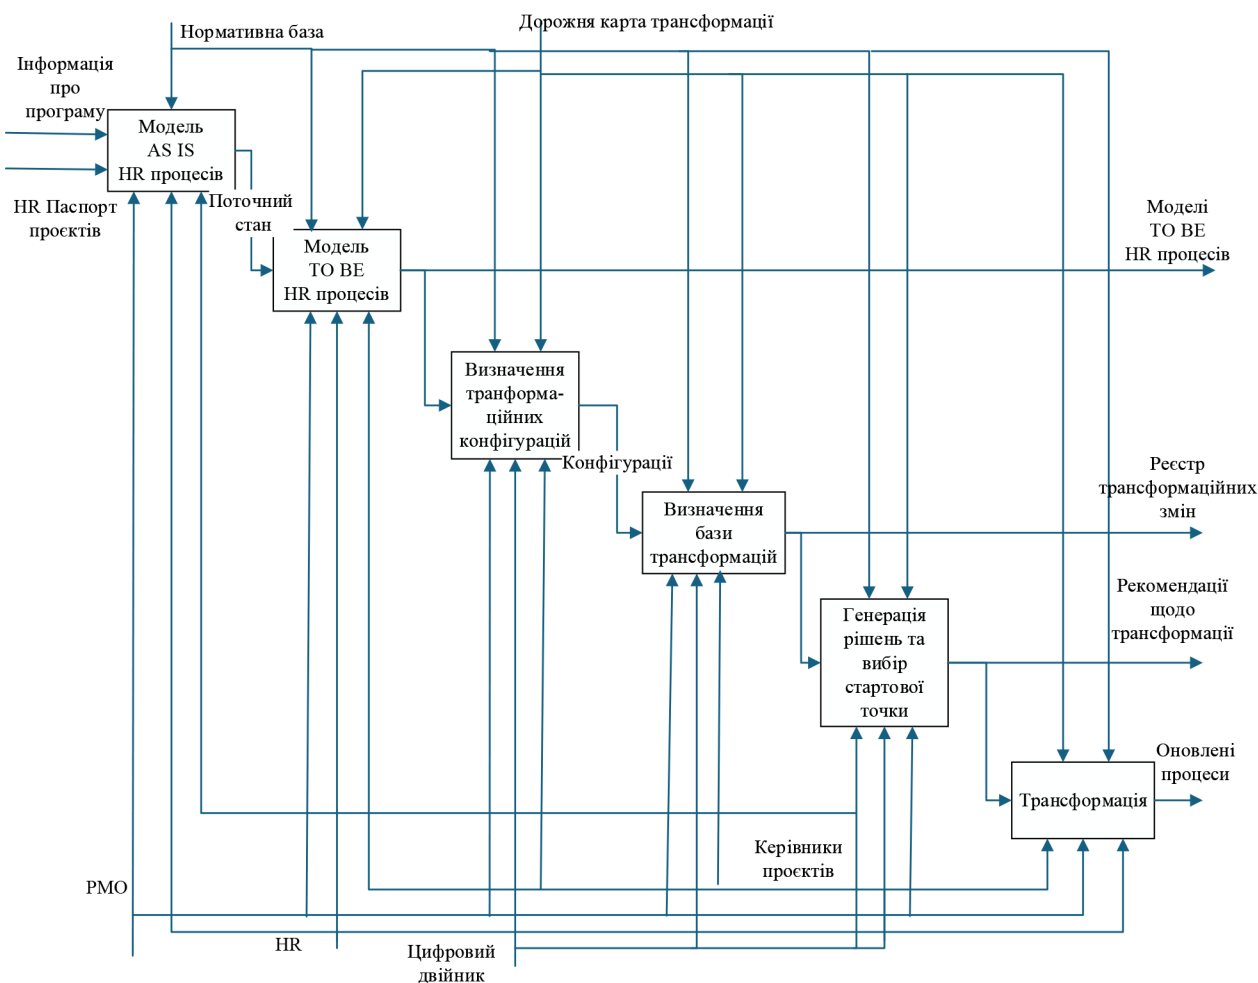 Дорожня карта трансформації
Нормативна база
Інформація
про
програму
Модель
AS IS
HR процесів
HR Паспорт
проєктів
Поточний
стан
Моделі
TO BE
HR процесів
Модель
TO BE
HR процесів
Визначення
транформа-
ційних
конфігурацій
Конфігурації
Реєстр
трансформаційних
змін
Визначення
бази
трансформацій
Рекомендації
щодо
трансформації
Генерація
рішень та
вибір
стартової
точки
Оновлені
процеси
Трансформація
Керівники
проєктів
PMO
HR
Цифровий
двійник